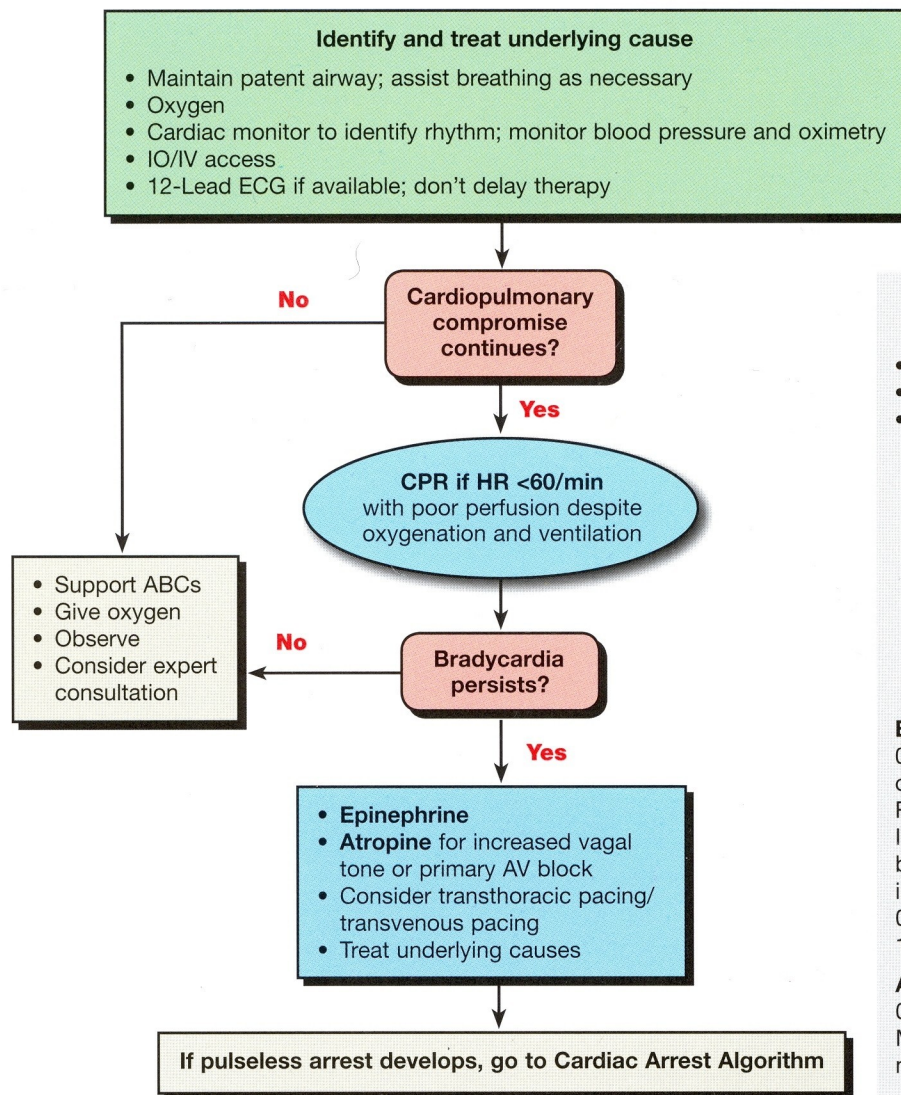 Identify and treat underlying cause
• Maintain patent airway; assist breathing as necessary
• Oxygen
• Cardiac monitor to identify rhythm; monitor blood pressure and oximetry
• IO/IV access
• 12-Lead ECG if available; don't delay therapy
Cardiopulmonary
compromise
continues?
No
Yes
CPR if HR <60/min
with poor perfusion despite
oxygenation and ventilation
• Support ABCs
• Give oxygen
• Observe
• Consider expert
consultation
No
Bradycardia
persists?
Yes
• Epinephrine
• Atropine for increased vagal
tone or primary AV block
• Consider transthoracic pacing/
transvenous pacing
• Treat underlying causes
If pulseless arrest develops, go to Cardiac Arrest Algorithm